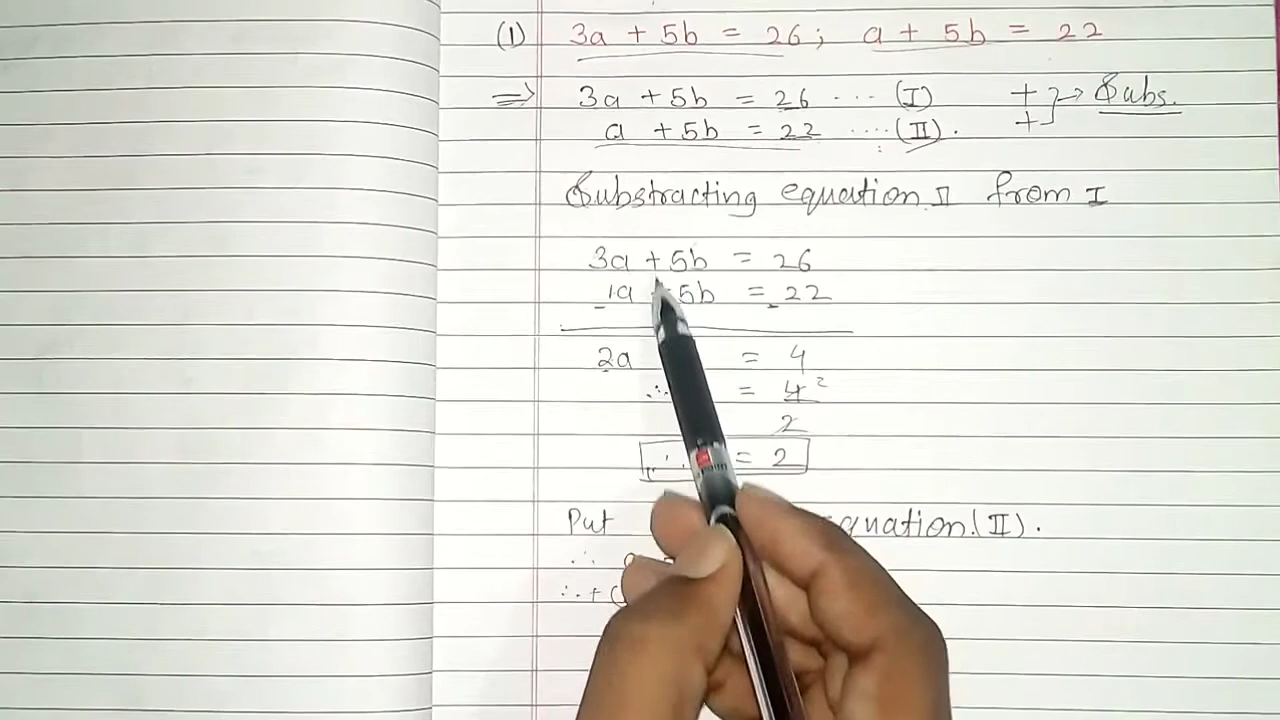 (1) 3a + 5b = 26 ; a + 5b = 22
⇒ 3a + 5b = 26 ... (I) + → Subs.
a + 5b = 22 .... (II). +
Substracting equation II from I
3a + 5b = 26
1a 5b = 22
2a = 4
∴ = 4 2
2
∴ = 2
Put equation (II).
∴
∴ +